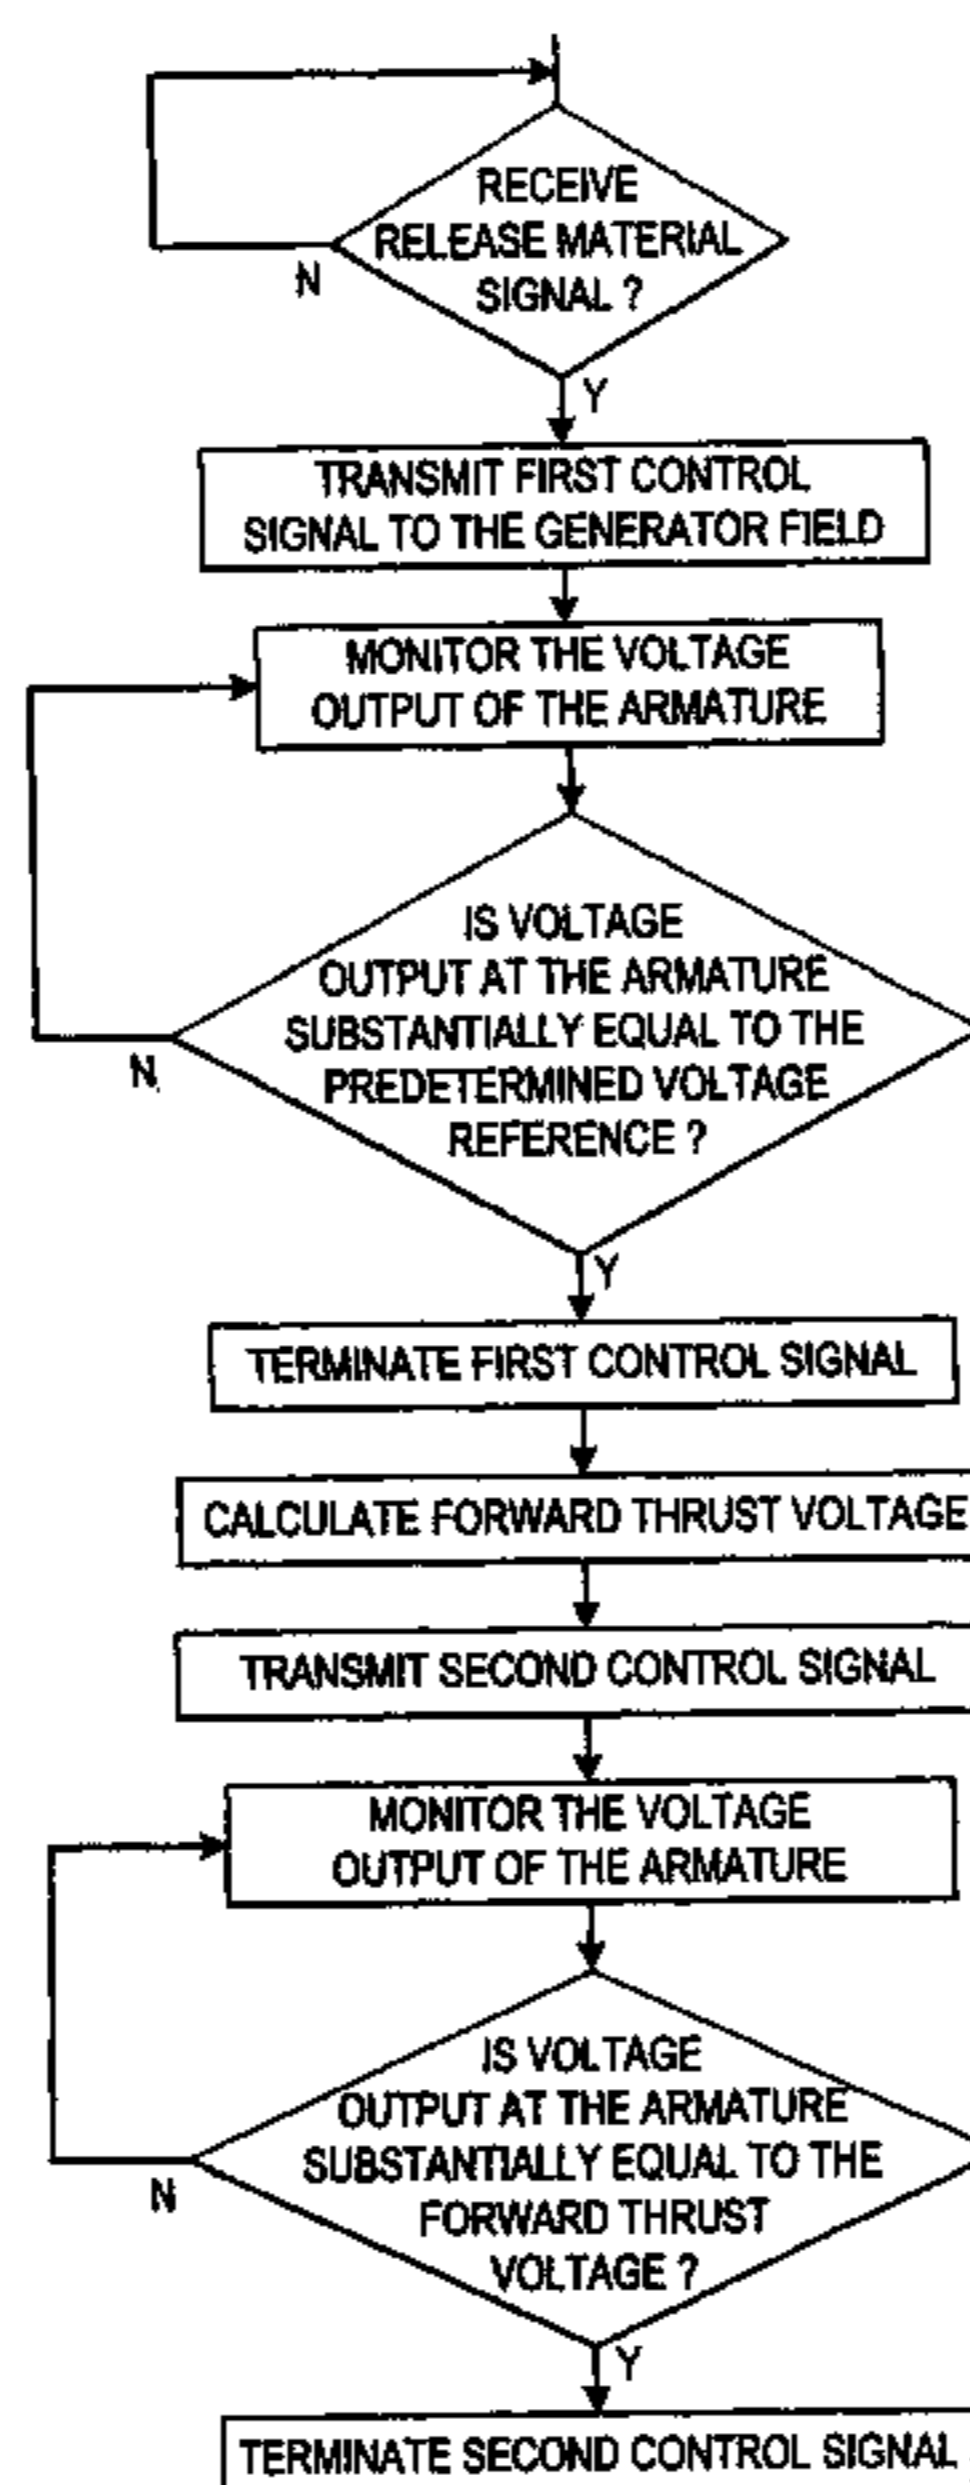 RECEIVE
RELEASE MATERIAL
SIGNAL ?
N
Y
TRANSMIT FIRST CONTROL
SIGNAL TO THE GENERATOR FIELD
MONITOR THE VOLTAGE
OUTPUT OF THE ARMATURE
IS VOLTAGE
OUTPUT AT THE ARMATURE
SUBSTANTIALLY EQUAL TO THE
PREDETERMINED VOLTAGE
REFERENCE ?
N
Y
TERMINATE FIRST CONTROL SIGNAL
CALCULATE FORWARD THRUST VOLTAGE
TRANSMIT SECOND CONTROL SIGNAL
MONITOR THE VOLTAGE
OUTPUT OF THE ARMATURE
IS VOLTAGE
OUTPUT AT THE ARMATURE
SUBSTANTIALLY EQUAL TO THE
FORWARD THRUST
VOLTAGE ?
N
Y
TERMINATE SECOND CONTROL SIGNAL